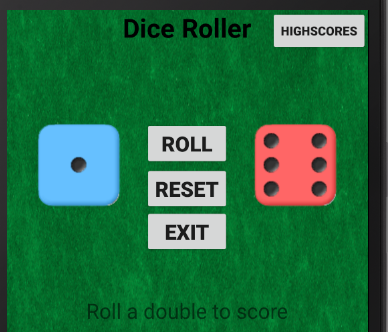 Dice Roller
HIGHSCORES
ROLL
RESET
EXIT
Roll a double to score